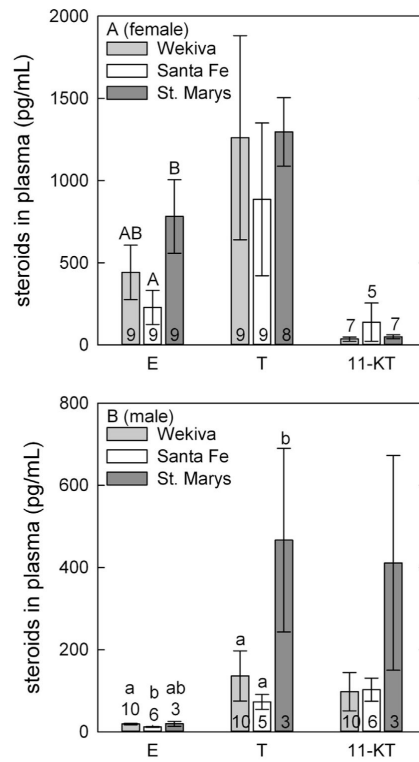 steroids in plasma (pg/mL)
2000
1500
1000
500
0
A (female)
Wekiva
Santa Fe
St. Marys
AB A B
5
7 7
9 9 9 9 9 8
E T 11-KT
steroids in plasma (pg/mL)
800
600
400
200
0
B (male)
Wekiva
Santa Fe
St. Marys
b
a a
a b ab
10 6 3
10 5 3 10 6 3
E T 11-KT